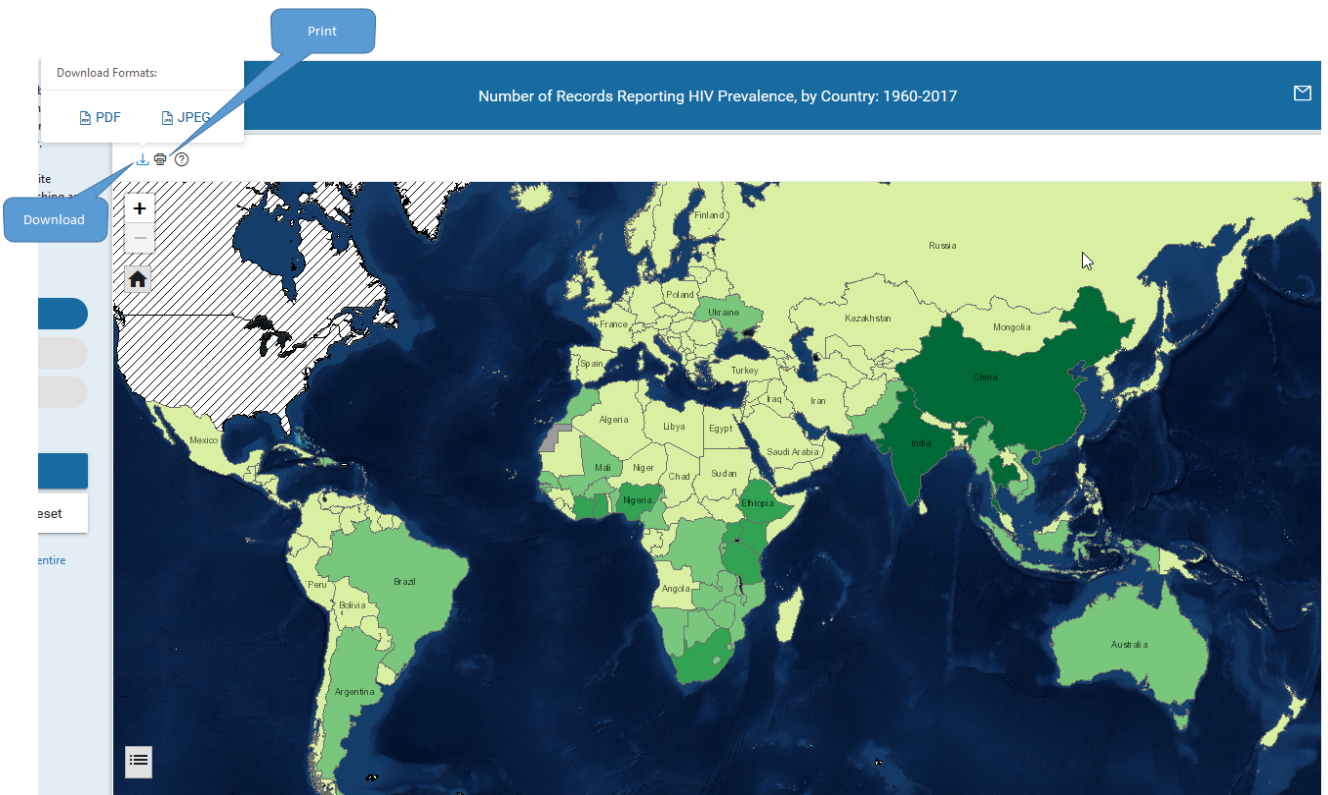 Print
Download Formats:
PDF
JPEG
Number of Records Reporting HIV Prevalence, by Country: 1960-2017
ite
Download
+
Finland
Russia
Poland
Ukraine
France
Kazakhstan
Mongolia
Spain
Turkey
China
Iraq
Iran
Algeria
Libya
Egypt
Mexico
India
Saudi Arabia
Mali
Niger
Chad
Sudan
Nigeria
Ethiopia
eset
entire
Peru
Brazil
Angola
Bolivia
Australia
Argentina